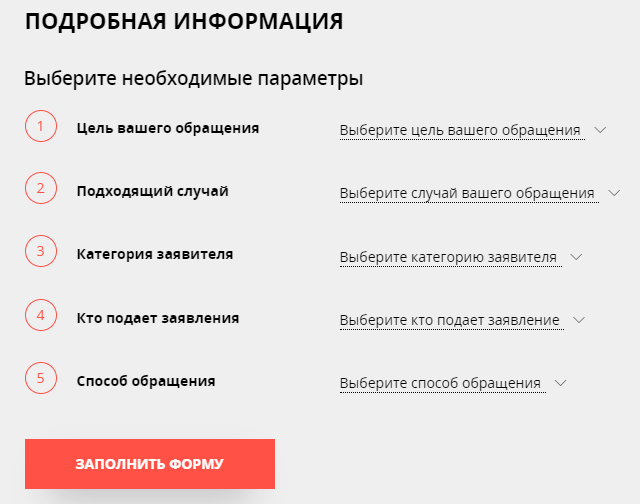 ПОДРОБНАЯ ИНФОРМАЦИЯ
Выберите необходимые параметры
1 Цель вашего обращения Выберите цель вашего обращения
2 Подходящий случай Выберите случай вашего обращения
3 Категория заявителя Выберите категорию заявителя
4 Кто подает заявления Выберите кто подает заявление
5 Способ обращения Выберите способ обращения
ЗАПОЛНИТЬ ФОРМУ